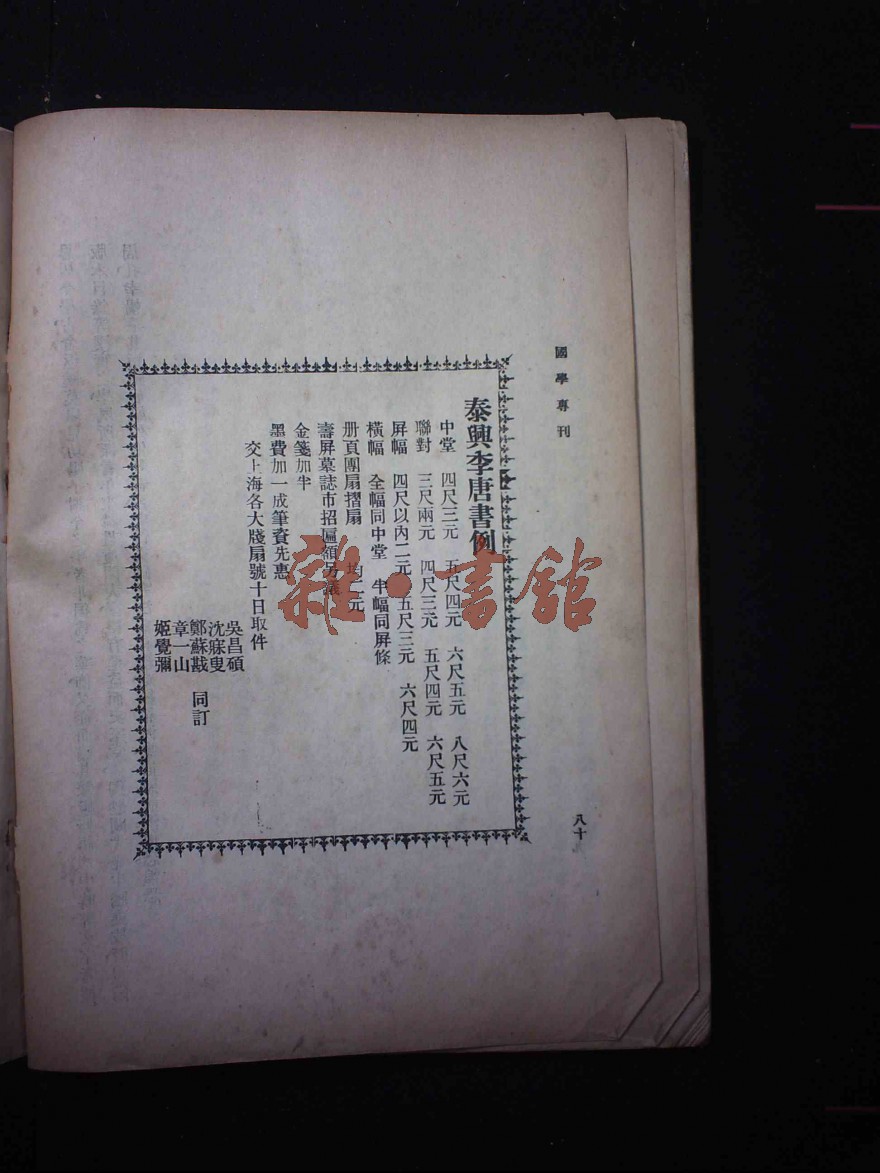 國學專刊
泰興李唐書例
中堂 四尺三元 五尺四元 六尺五元 八尺六元
聯對 三尺兩元 四尺三元 五尺四元 六尺五元
屏幅 四尺以內二元 五尺三元 六尺四元
橫幅 全幅同中堂 半幅同屏條
册頁團扇摺扇 均二元
壽屏墓誌市招匾額另議
金箋加半
墨費加一成筆資先惠
交上海各大牋扇號十日取件
吳昌碩
沈寐叟
鄭蘇戡 同訂
章一山
姬覺彌
八十
雜·書館